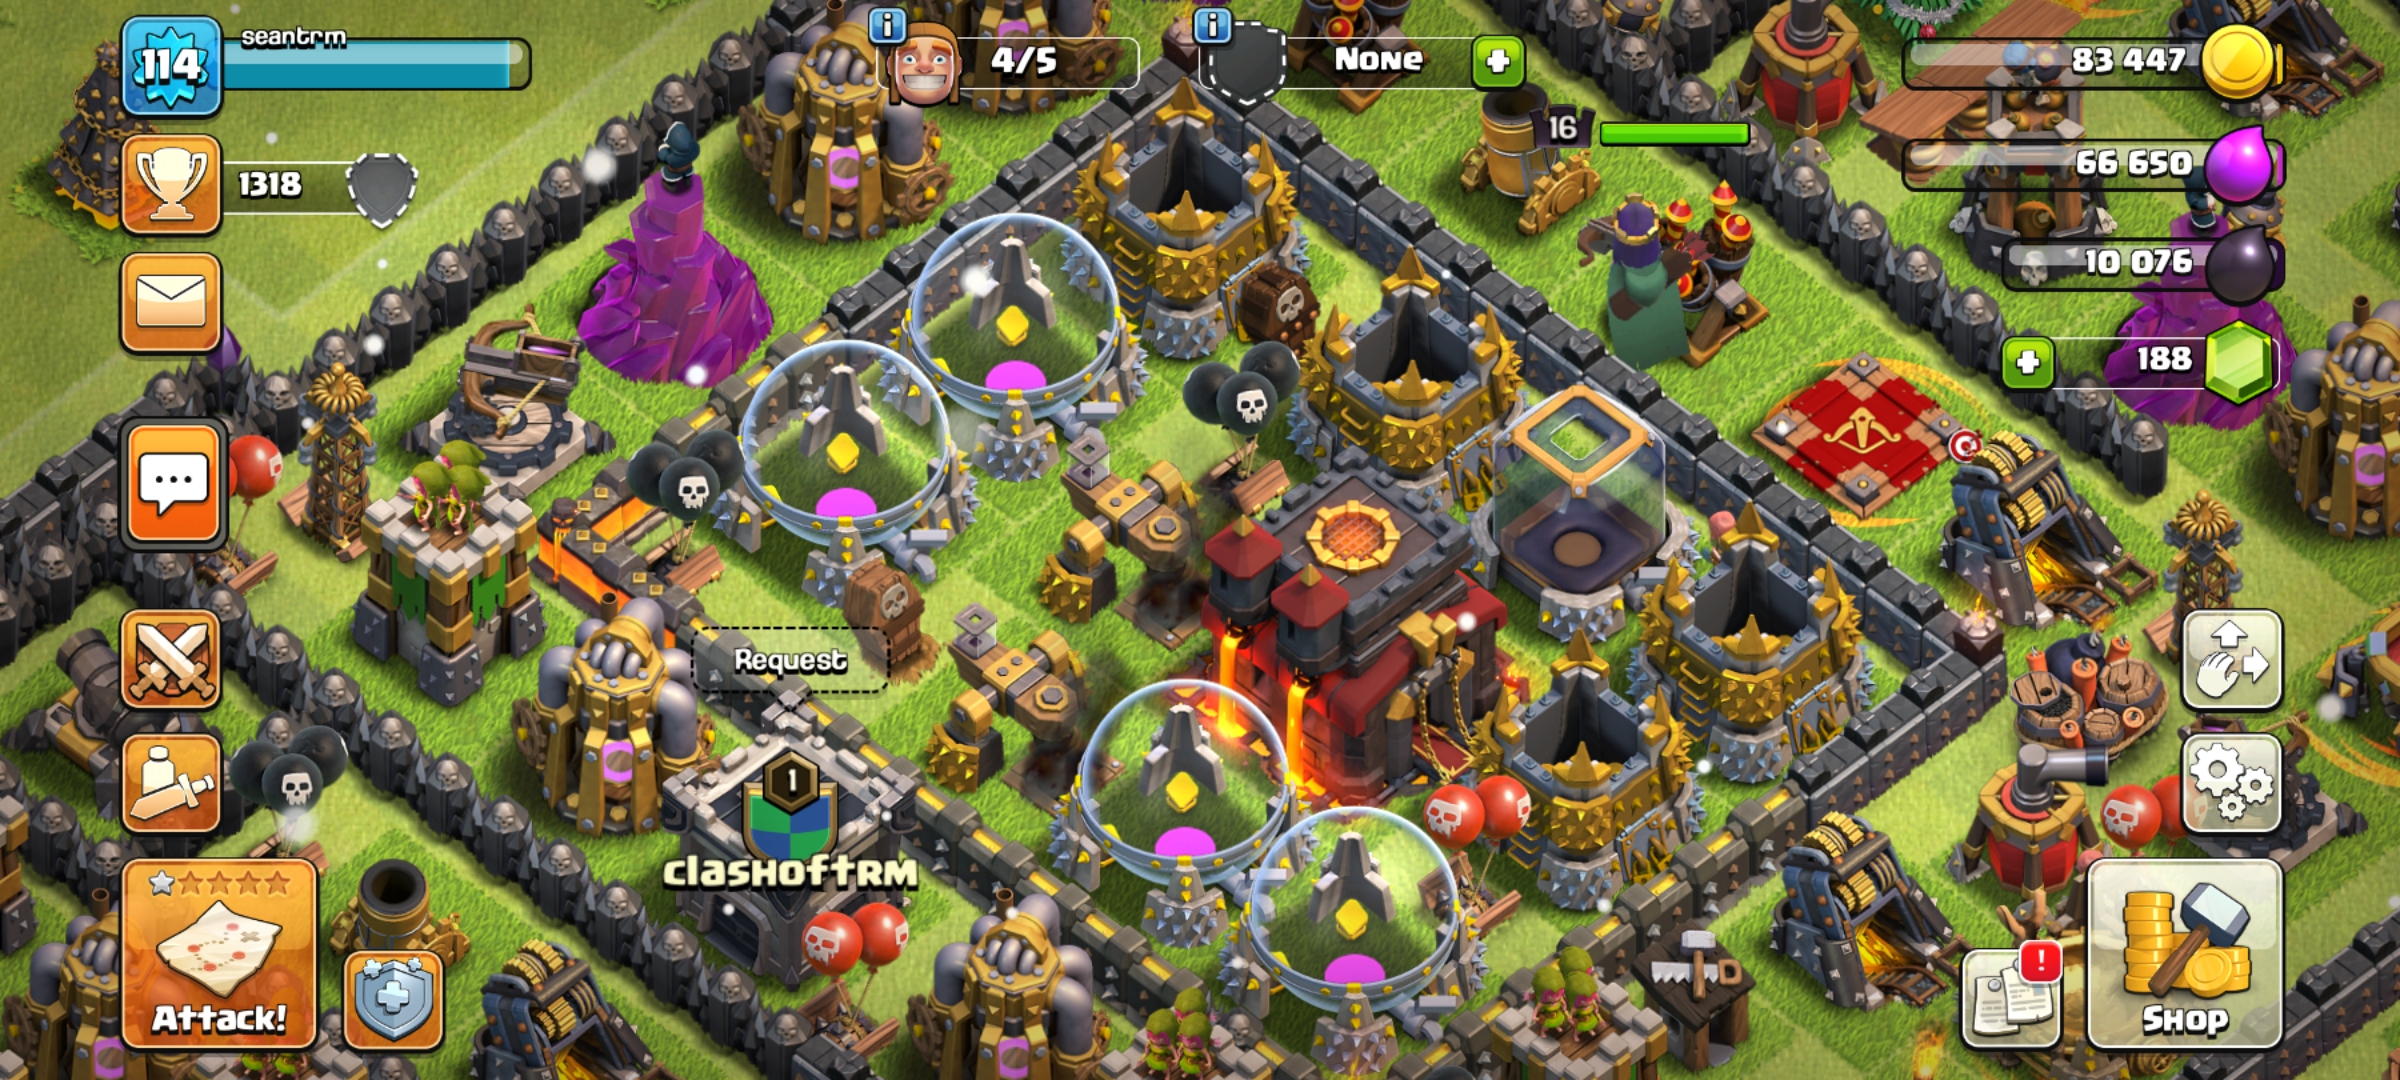 114
seantrm
4/5
None
83 447
1318
16
66 650
10 076
188
Request
1
clashoftRM
Attack!
!
Shop